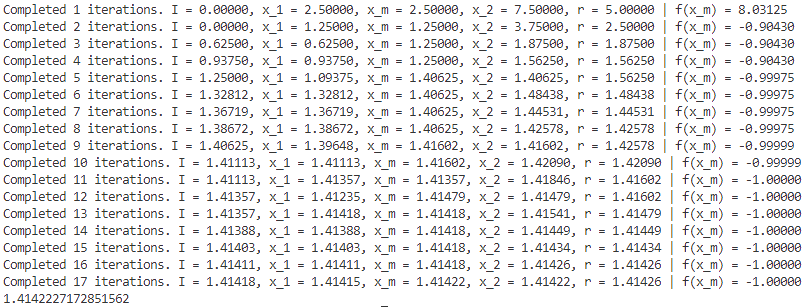 Completed 1 iterations. I = 0.00000, x_1 = 2.50000, x_m = 2.50000, x_2 = 7.50000, r = 5.00000 | f(x_m) = 8.03125
Completed 2 iterations. I = 0.00000, x_1 = 1.25000, x_m = 1.25000, x_2 = 3.75000, r = 2.50000 | f(x_m) = -0.90430
Completed 3 iterations. I = 0.62500, x_1 = 0.62500, x_m = 1.25000, x_2 = 1.87500, r = 1.87500 | f(x_m) = -0.90430
Completed 4 iterations. I = 0.93750, x_1 = 0.93750, x_m = 1.25000, x_2 = 1.56250, r = 1.56250 | f(x_m) = -0.90430
Completed 5 iterations. I = 1.25000, x_1 = 1.09375, x_m = 1.40625, x_2 = 1.40625, r = 1.56250 | f(x_m) = -0.99975
Completed 6 iterations. I = 1.32812, x_1 = 1.32812, x_m = 1.40625, x_2 = 1.48438, r = 1.48438 | f(x_m) = -0.99975
Completed 7 iterations. I = 1.36719, x_1 = 1.36719, x_m = 1.40625, x_2 = 1.44531, r = 1.44531 | f(x_m) = -0.99975
Completed 8 iterations. I = 1.38672, x_1 = 1.38672, x_m = 1.40625, x_2 = 1.42578, r = 1.42578 | f(x_m) = -0.99975
Completed 9 iterations. I = 1.40625, x_1 = 1.39648, x_m = 1.41602, x_2 = 1.41602, r = 1.42578 | f(x_m) = -0.99999
Completed 10 iterations. I = 1.41113, x_1 = 1.41113, x_m = 1.41602, x_2 = 1.42090, r = 1.42090 | f(x_m) = -0.99999
Completed 11 iterations. I = 1.41113, x_1 = 1.41357, x_m = 1.41357, x_2 = 1.41846, r = 1.41602 | f(x_m) = -1.00000
Completed 12 iterations. I = 1.41357, x_1 = 1.41235, x_m = 1.41479, x_2 = 1.41479, r = 1.41602 | f(x_m) = -1.00000
Completed 13 iterations. I = 1.41357, x_1 = 1.41418, x_m = 1.41418, x_2 = 1.41541, r = 1.41479 | f(x_m) = -1.00000
Completed 14 iterations. I = 1.41388, x_1 = 1.41388, x_m = 1.41418, x_2 = 1.41449, r = 1.41449 | f(x_m) = -1.00000
Completed 15 iterations. I = 1.41403, x_1 = 1.41403, x_m = 1.41418, x_2 = 1.41434, r = 1.41434 | f(x_m) = -1.00000
Completed 16 iterations. I = 1.41411, x_1 = 1.41411, x_m = 1.41418, x_2 = 1.41426, r = 1.41426 | f(x_m) = -1.00000
Completed 17 iterations. I = 1.41418, x_1 = 1.41415, x_m = 1.41422, x_2 = 1.41422, r = 1.41426 | f(x_m) = -1.00000
1.4142227172851562